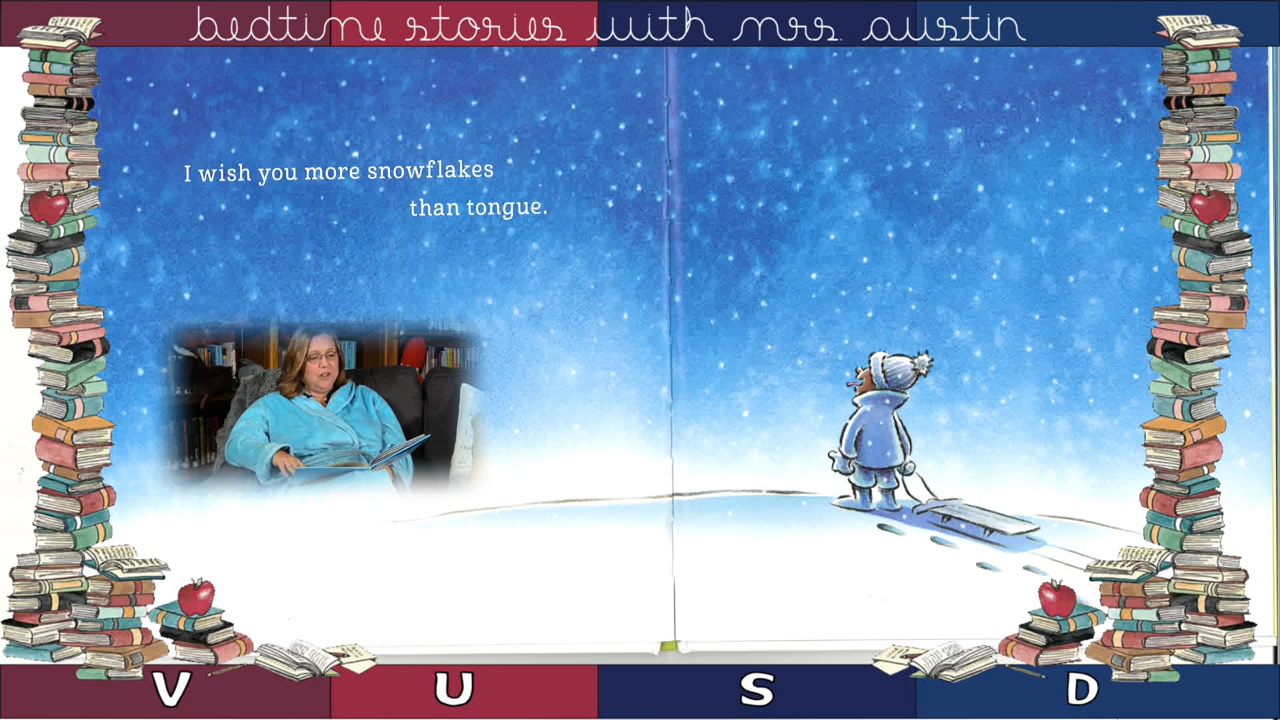 bedtime stories with mrs. austin
I wish you more snowflakes
than tongue.
V U S D